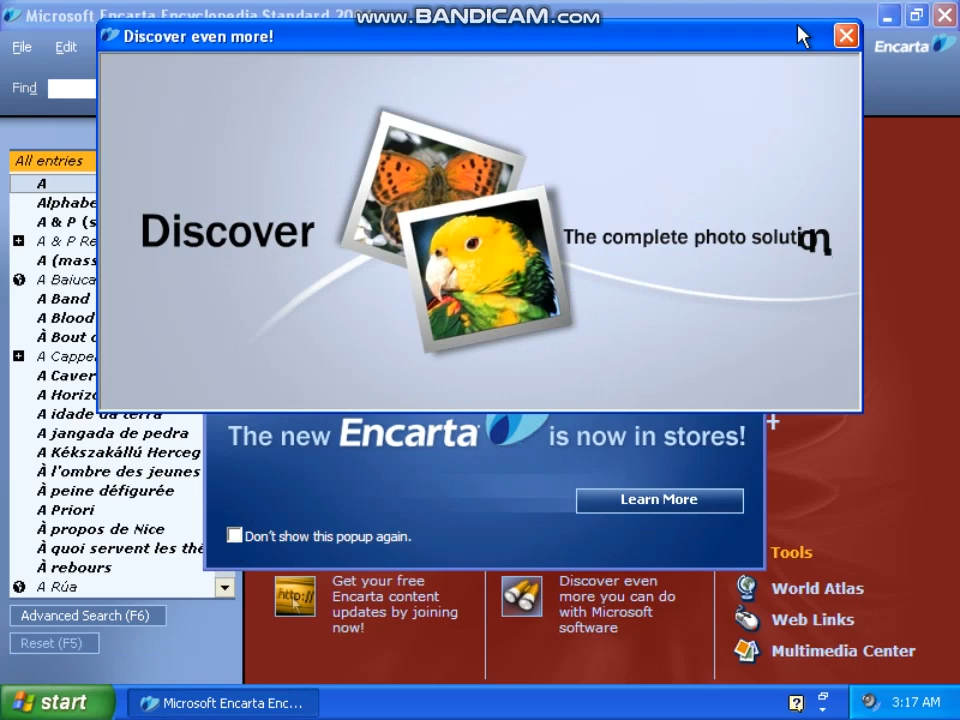 Microsoft Encarta Encyclopedia Standard
www.BANDICAM.com
Discover even more!
File Edit
Encarta
Find
Discover
The complete photo solution
All entries
A
Alphabe
A & P (s
A & P Re
A (mass
A Baiuca
A Band
A Blood
À Bout
A Cappe
A Caver
A Horizo
A idade da terra
A jangada de pedra
A Kékszakállú Herceg
À l'ombre des jeunes
À peine défigurée
A Priori
À propos de Nice
À quoi servent les thé
À rebours
A Rúa
Advanced Search (F6)
Reset (F5)
The new Encarta is now in stores!
Learn More
Don't show this popup again.
Get your free
Encarta content
updates by joining
now!
Discover even
more you can do
with Microsoft
software
Tools
World Atlas
Web Links
Multimedia Center
start
Microsoft Encarta Enc...
3:17 AM